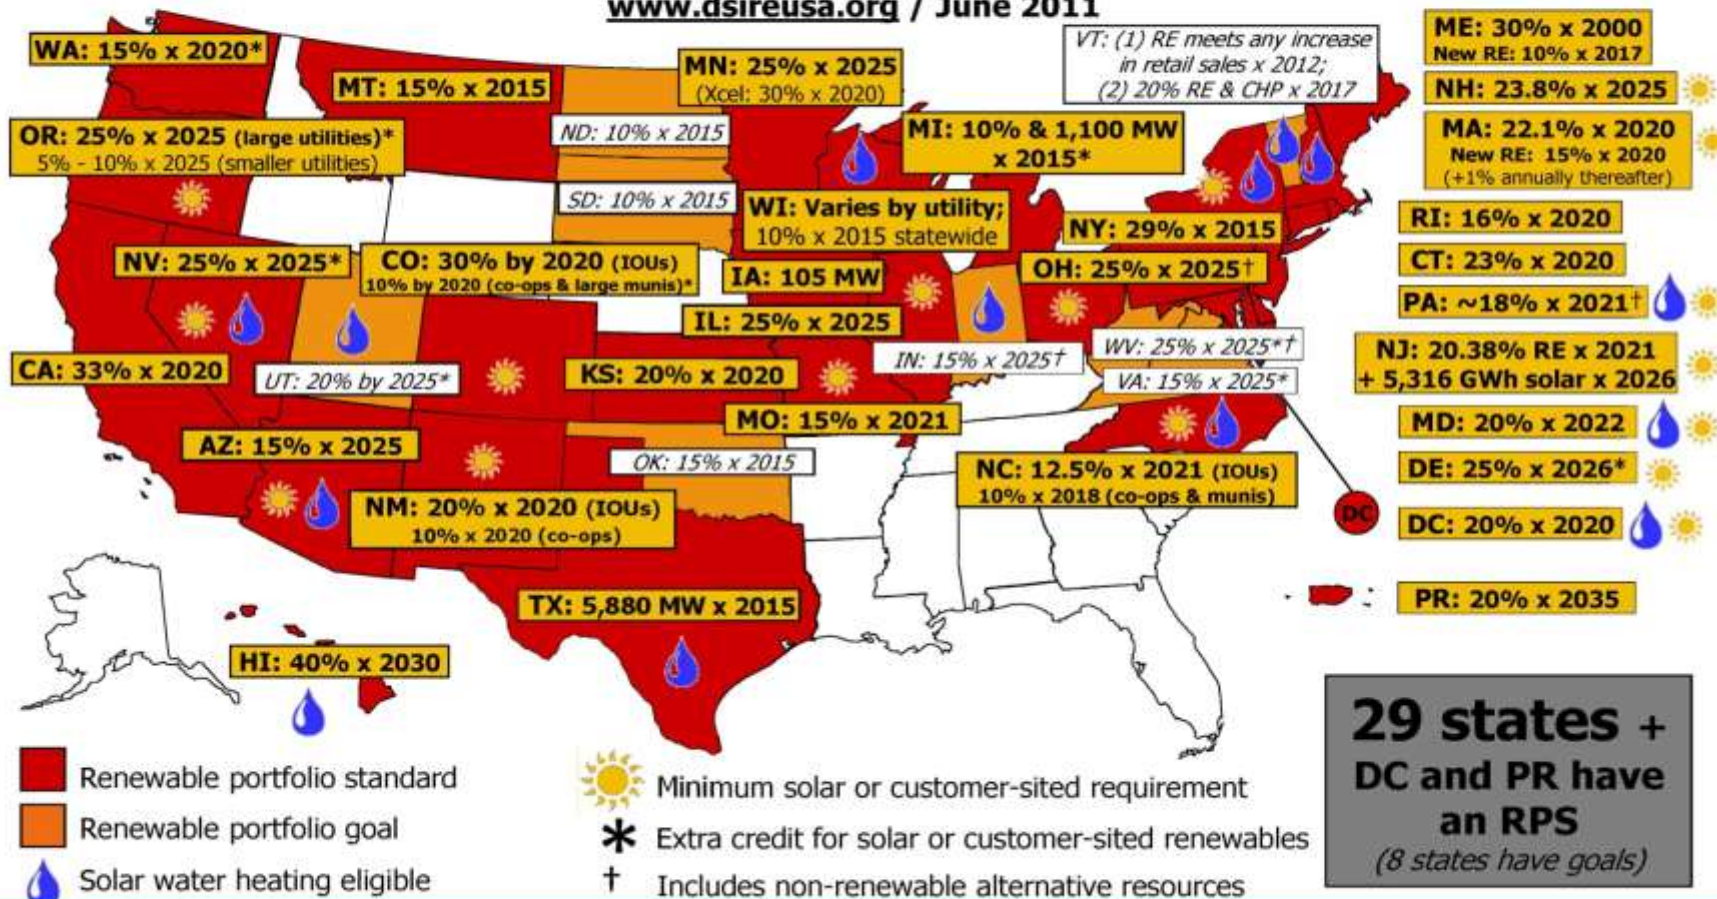 www.dsireusa.org / June 2011
WA: 15% x 2020*
MT: 15% x 2015
MN: 25% x 2025
(Xcel: 30% x 2020)
VT: (1) RE meets any increase
in retail sales x 2012;
(2) 20% RE & CHP x 2017
ME: 30% x 2000
New RE: 10% x 2017
NH: 23.8% x 2025
OR: 25% x 2025 (large utilities)*
5% - 10% x 2025 (smaller utilities)
ND: 10% x 2015
MI: 10% & 1,100 MW
x 2015*
MA: 22.1% x 2020
New RE: 15% x 2020
(+1% annually thereafter)
SD: 10% x 2015
WI: Varies by utility;
10% x 2015 statewide
NY: 29% x 2015
RI: 16% x 2020
NV: 25% x 2025*
CO: 30% by 2020 (IOUs)
10% by 2020 (co-ops & large munis)*
IA: 105 MW
OH: 25% x 2025†
CT: 23% x 2020
IL: 25% x 2025
PA: ~18% x 2021†
CA: 33% x 2020
UT: 20% by 2025*
KS: 20% x 2020
IN: 15% x 2025†
WV: 25% x 2025*†
VA: 15% x 2025*
NJ: 20.38% RE x 2021
+ 5,316 GWh solar x 2026
MO: 15% x 2021
MD: 20% x 2022
AZ: 15% x 2025
OK: 15% x 2015
NC: 12.5% x 2021 (IOUs)
10% x 2018 (co-ops & munis)
DE: 25% x 2026*
NM: 20% x 2020 (IOUs)
10% x 2020 (co-ops)
DC
DC: 20% x 2020
TX: 5,880 MW x 2015
PR: 20% x 2035
HI: 40% x 2030
29 states +
DC and PR have
an RPS
(8 states have goals)
Renewable portfolio standard
Renewable portfolio goal
Solar water heating eligible
Minimum solar or customer-sited requirement
* Extra credit for solar or customer-sited renewables
† Includes non-renewable alternative resources